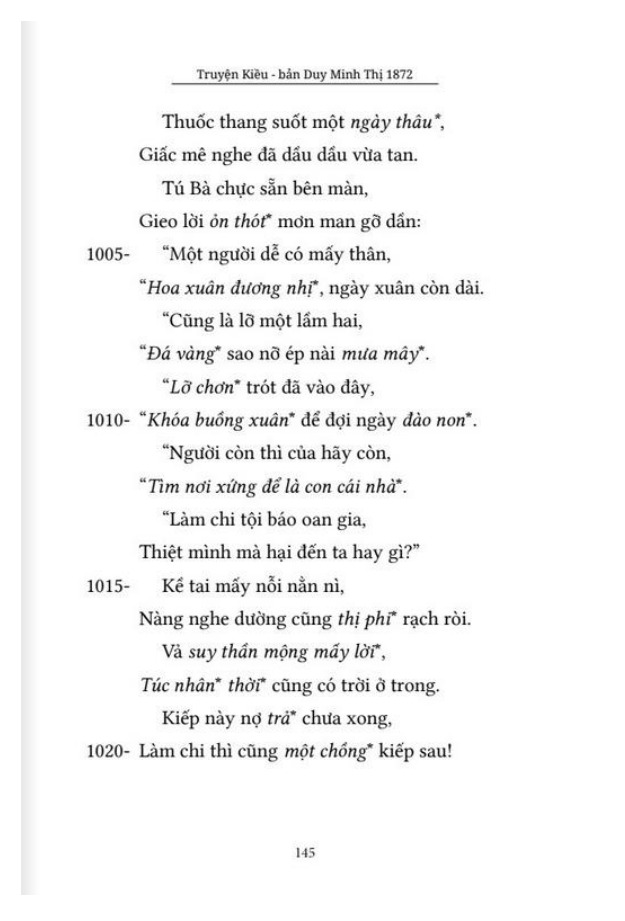 Truyện Kiều - bản Duy Minh Thị 1872
Thuốc thang suốt một ngày thâu*,
Giấc mê nghe đã dầu dầu vừa tan.
Tú Bà chực sẵn bên màn,
Gieo lời ỏn thót* mơn man gỡ dần:
1005- “Một người dễ có mấy thân,
“Hoa xuân đương nhị*, ngày xuân còn dài.
“Cũng là lỡ một lầm hai,
“Đá vàng* sao nỡ ép nài mưa mây*.
“Lỡ chơn* trót đã vào đây,
1010- “Khóa buồng xuân* để đợi ngày đào non*.
“Người còn thì của hãy còn,
“Tìm nơi xứng để là con cái nhà*.
“Làm chi tội báo oan gia,
Thiệt mình mà hại đến ta hay gì?”
1015- Kề tai mấy nỗi nằn nì,
Nàng nghe dường cũng thị phi* rạch ròi.
Vả suy thần mộng mấy lời*,
Túc nhân* thời* cũng có trời ở trong.
Kiếp này nợ trả* chưa xong,
1020- Làm chi thì cũng một chồng* kiếp sau!
145